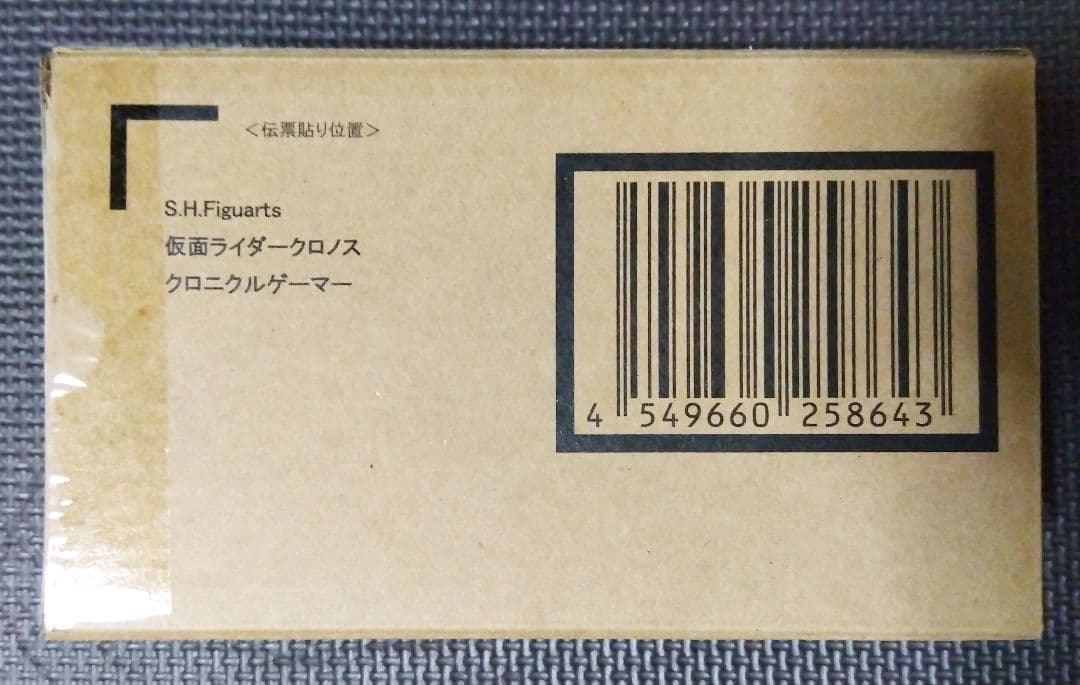 ＜伝票貼り位置＞
S.H.Figuarts
仮面ライダークロノス
クロニクルゲーマー
4 549660 258643